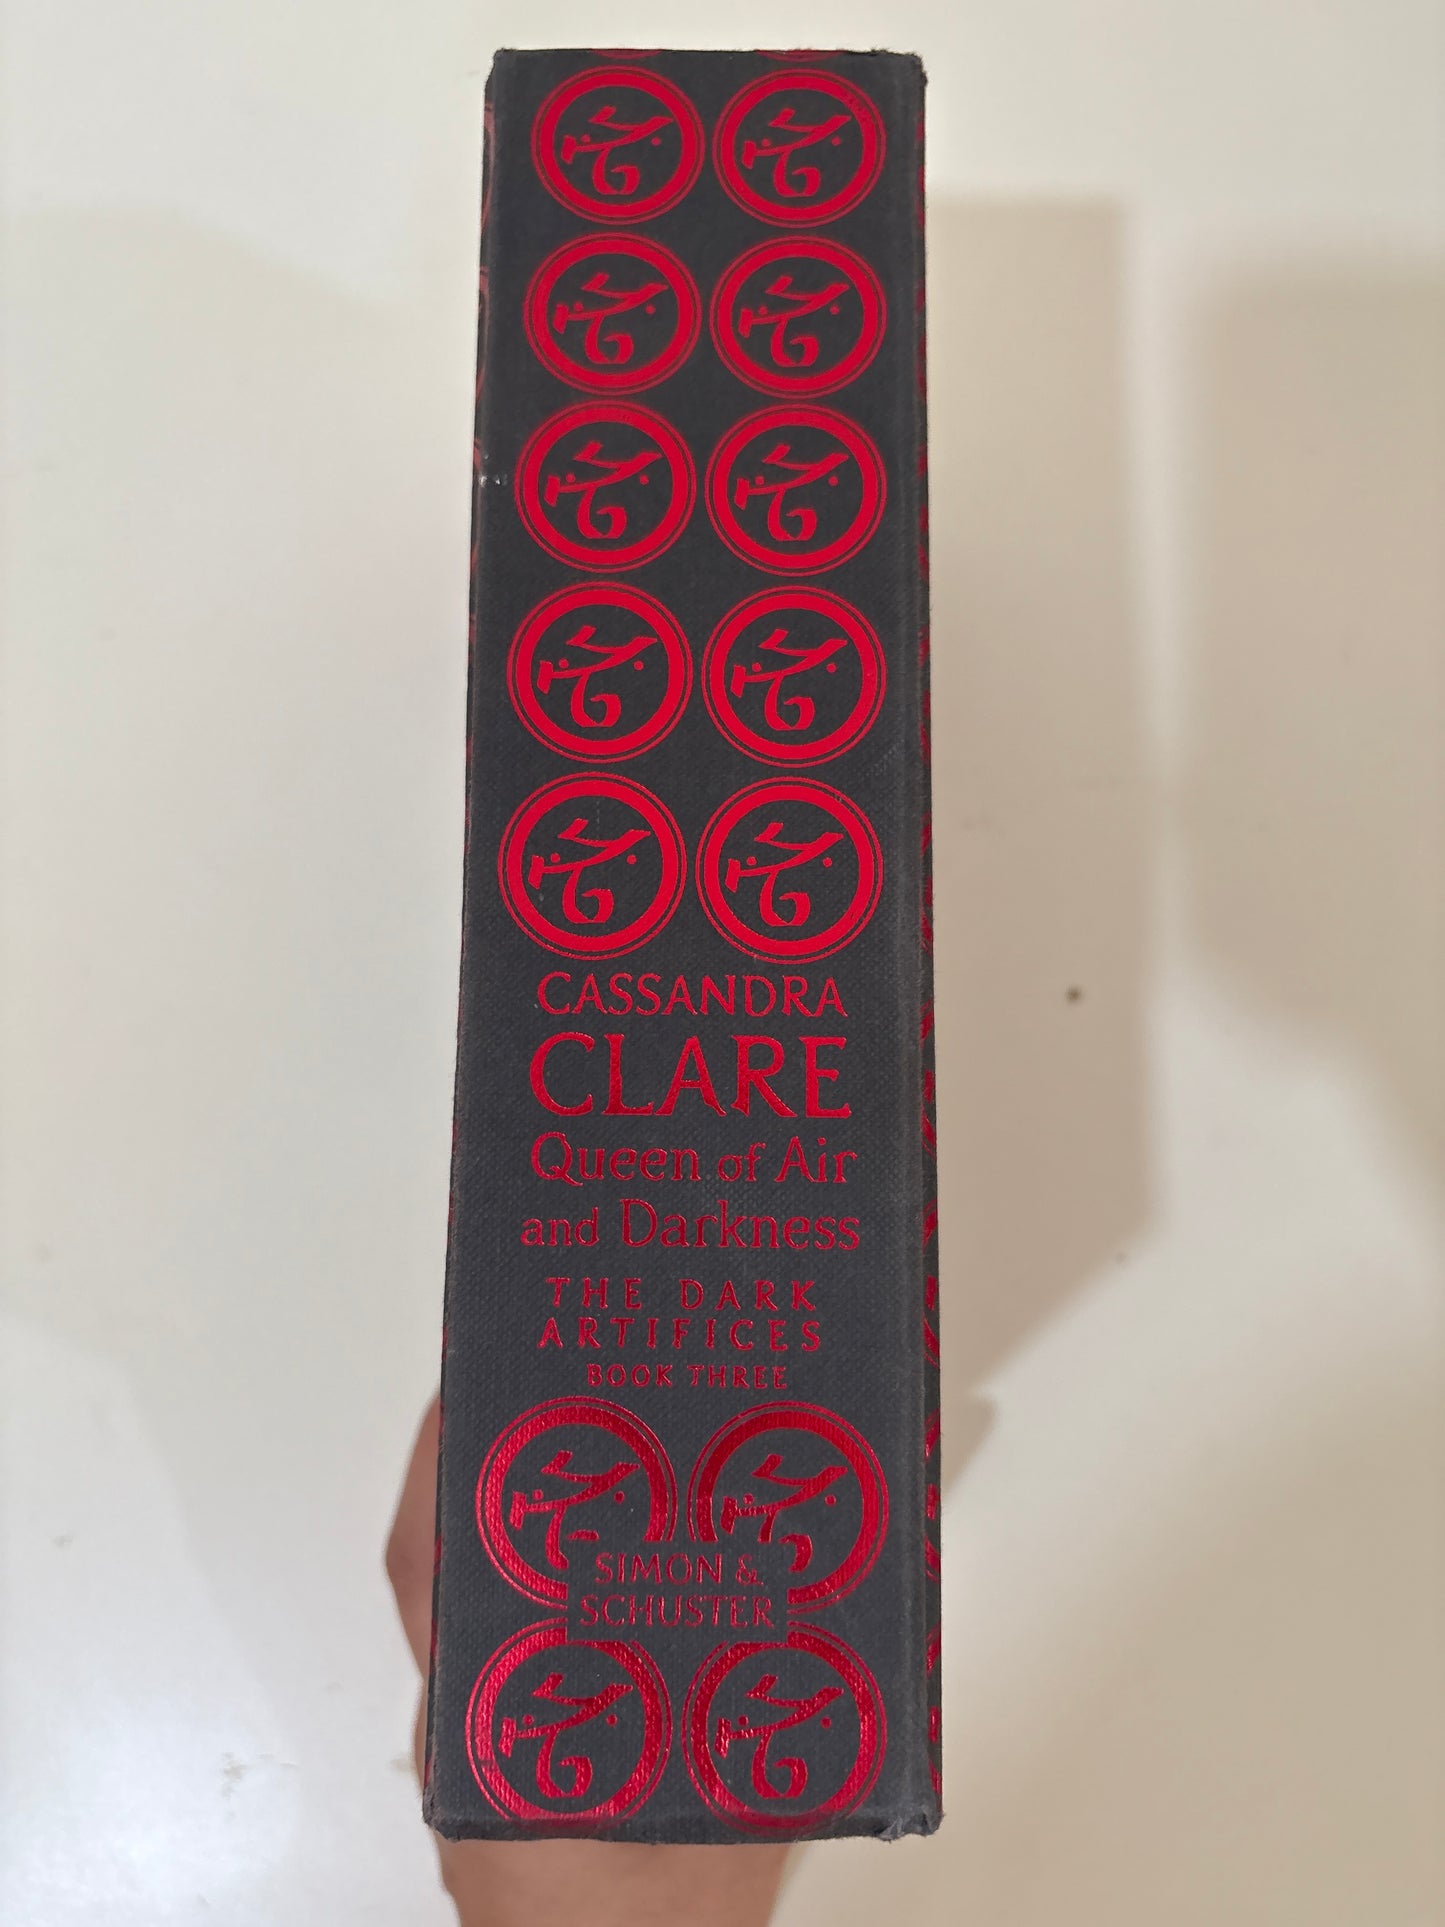 CASSANDRA
CLARE
Queen of Air
and Darkness
THE DARK
ARTIFICES
BOOK THREE
SIMON &
SCHUSTER